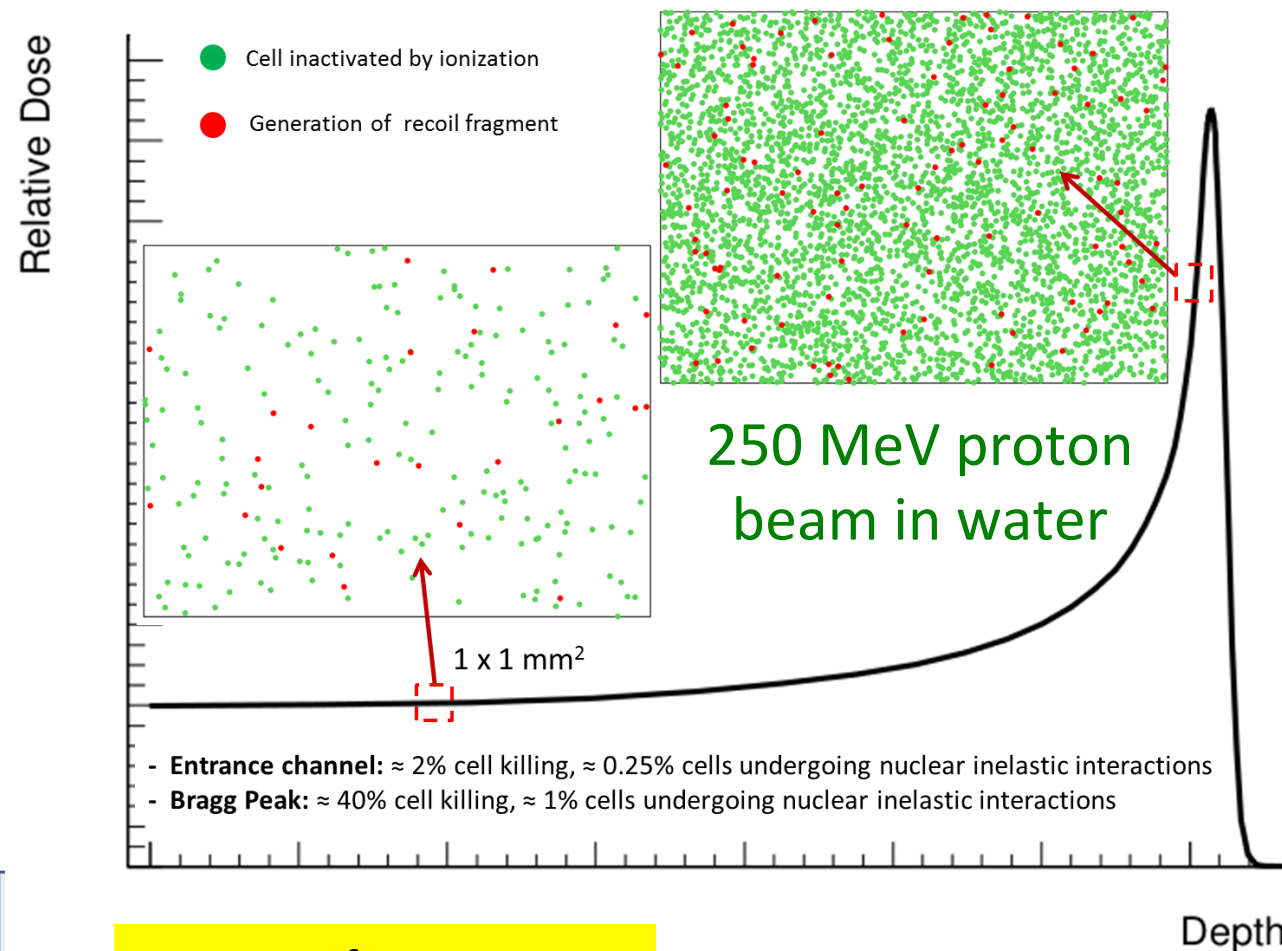 Relative Dose
Cell inactivated by ionization
Generation of recoil fragment
250 MeV proton
beam in water
1 x 1 mm²
- Entrance channel: ≈ 2% cell killing, ≈ 0.25% cells undergoing nuclear inelastic interactions
- Bragg Peak: ≈ 40% cell killing, ≈ 1% cells undergoing nuclear inelastic interactions
Depth